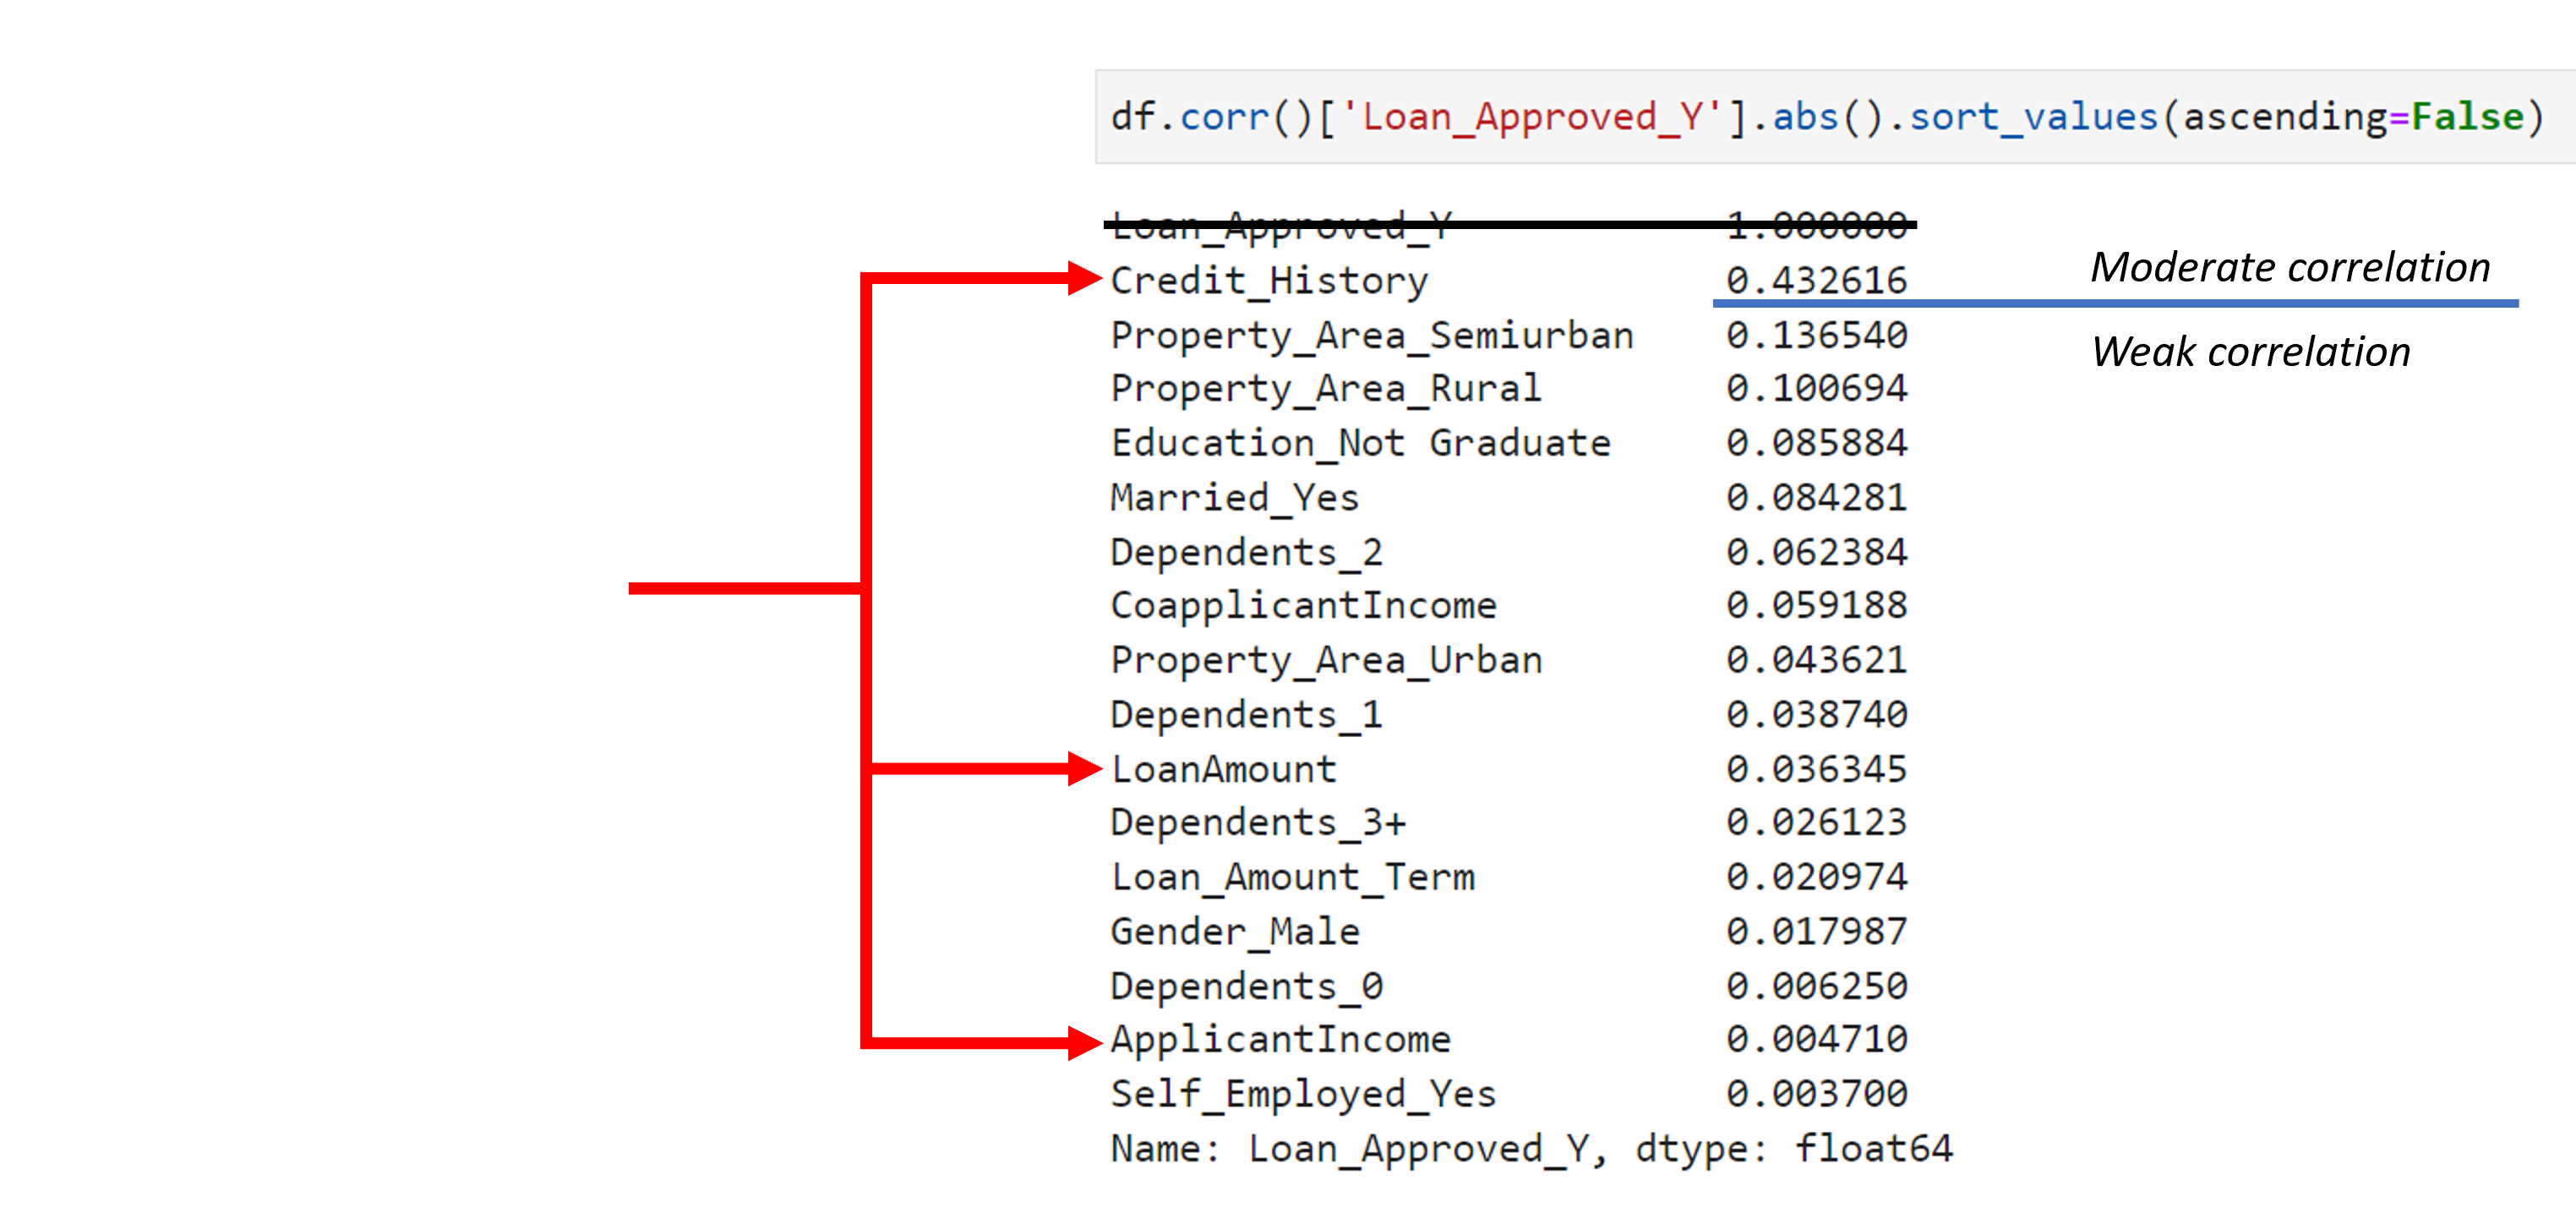 df.corr()['Loan_Approved_Y'].abs().sort_values(ascending=False)
Loan_Approved_Y 1.000000
Credit_History 0.432616
Moderate correlation
Property_Area_Semiurban 0.136540
Weak correlation
Property_Area_Rural 0.100694
Education_Not Graduate 0.085884
Married_Yes 0.084281
Dependents_2 0.062384
CoapplicantIncome 0.059188
Property_Area_Urban 0.043621
Dependents_1 0.038740
LoanAmount 0.036345
Dependents_3+ 0.026123
Loan_Amount_Term 0.020974
Gender_Male 0.017987
Dependents_0 0.006250
ApplicantIncome 0.004710
Self_Employed_Yes 0.003700
Name: Loan_Approved_Y, dtype: float64